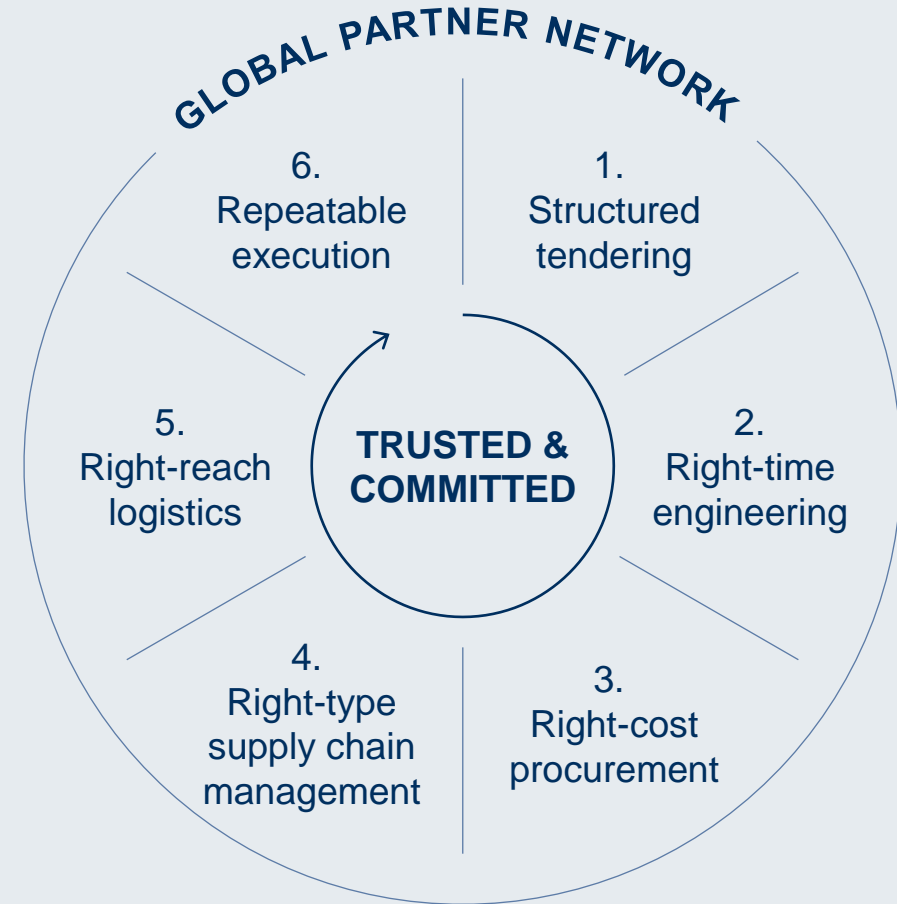 GLOBAL PARTNER NETWORK
1.
Structured
tendering
2.
Right-time
engineering
3.
Right-cost
procurement
4.
Right-type
supply chain
management
5.
Right-reach
logistics
6.
Repeatable
execution
TRUSTED &
COMMITTED